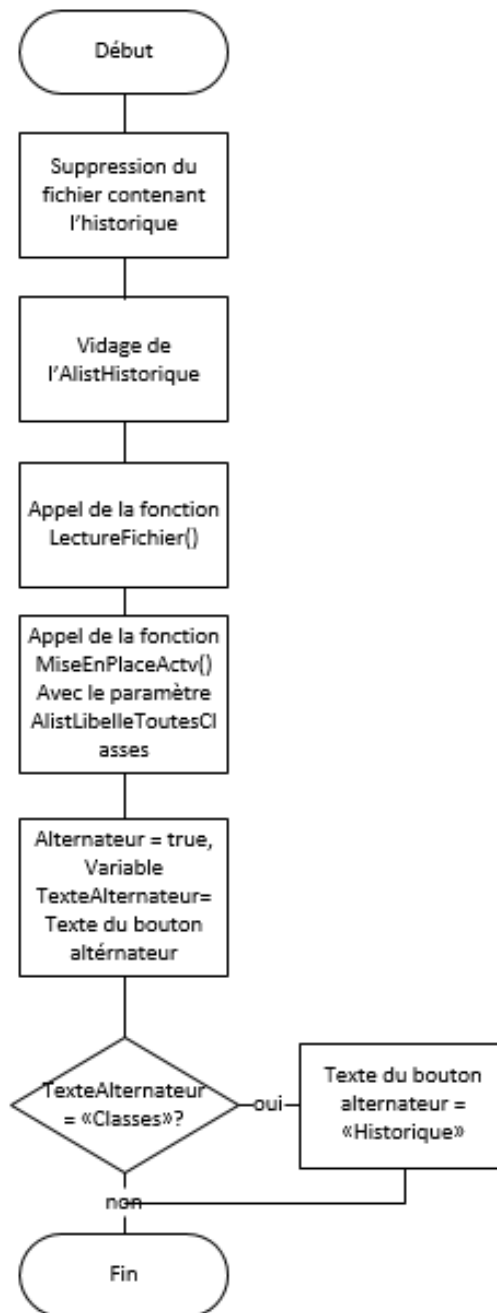 Début
Suppression du
fichier contenant
l'historique
Vidage de
l'AlistHistorique
Appel de la fonction
LectureFichier()
Appel de la fonction
MiseEnPlaceActv()
Avec le paramètre
AlistLibelleToutesCl
asses
Alternateur = true,
Variable
TexteAlternateur=
Texte du bouton
altérnateur
TexteAlternateur
= «Classes»?
oui
Texte du bouton
alternateur =
«Historique»
non
Fin